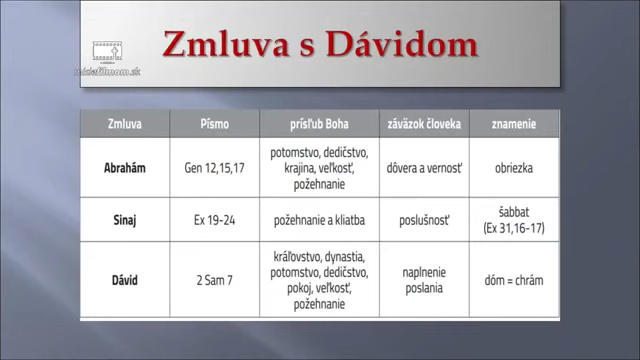 Zmluva s Dávidom
misiafilmom.sk
Zmluva Písmo prísľub Boha záväzok človeka znamenie
Abrahám Gen 12,15,17 potomstvo, dedičstvo, krajina, veľkosť, požehnanie dôvera a vernosť obriezka
Sinaj Ex 19-24 požehnanie a kliatba poslušnosť šabbat (Ex 31,16-17)
Dávid 2 Sam 7 kráľovstvo, dynastia, potomstvo, dedičstvo, pokoj, veľkosť, požehnanie naplnenie poslania dóm = chrám